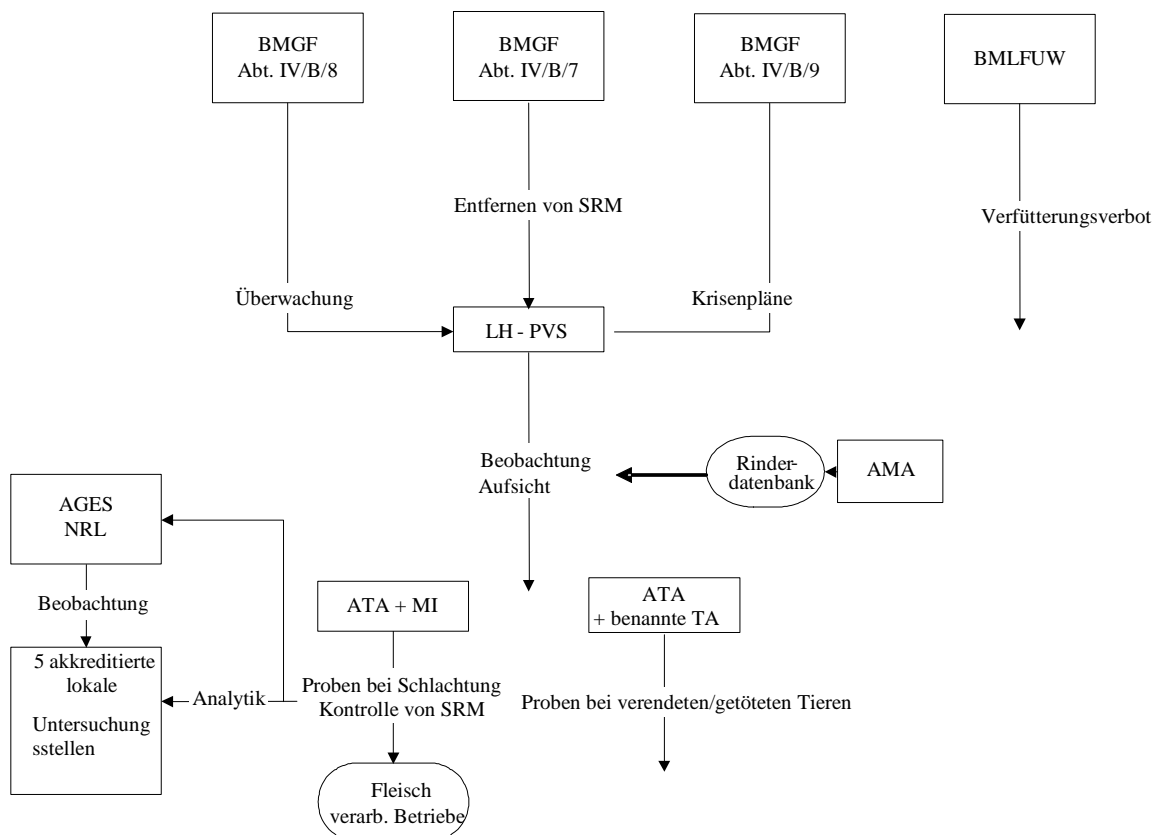 BMGF
Abt. IV/B/8
BMGF
Abt. IV/B/7
BMGF
Abt. IV/B/9
BMLFUW
Entfernen von SRM
Verfütterungsverbot
Überwachung
Krisenpläne
LH - PVS
Beobachtung
Aufsicht
Rinder-
datenbank
AMA
AGES
NRL
Beobachtung
ATA + MI
ATA
+ benannte TA
5 akkreditierte
lokale
Untersuchung
sstellen
Analytik
Proben bei Schlachtung
Kontrolle von SRM
Proben bei verendeten/getöteten Tieren
Fleisch
verarb. Betriebe